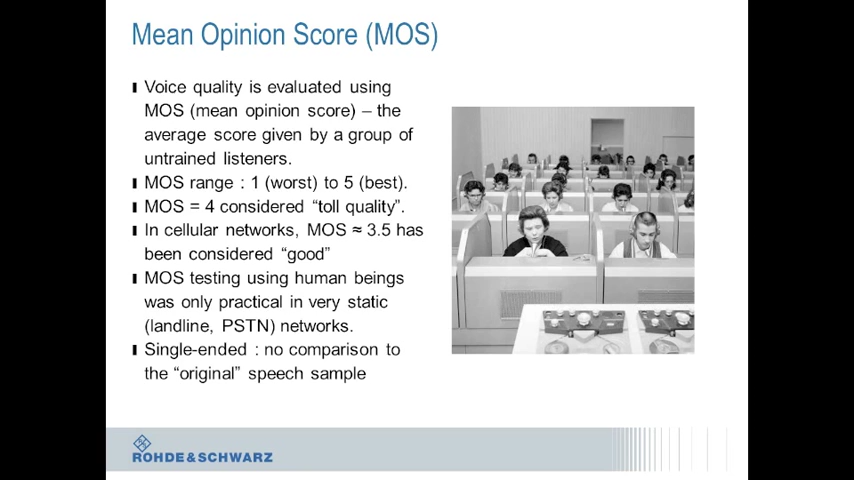 Mean Opinion Score (MOS)
Voice quality is evaluated using
MOS (mean opinion score) – the
average score given by a group of
untrained listeners.
MOS range : 1 (worst) to 5 (best).
MOS = 4 considered “toll quality”.
In cellular networks, MOS ≈ 3.5 has
been considered “good”
MOS testing using human beings
was only practical in very static
(landline, PSTN) networks.
Single-ended : no comparison to
the “original” speech sample
ROHDE&SCHWARZ